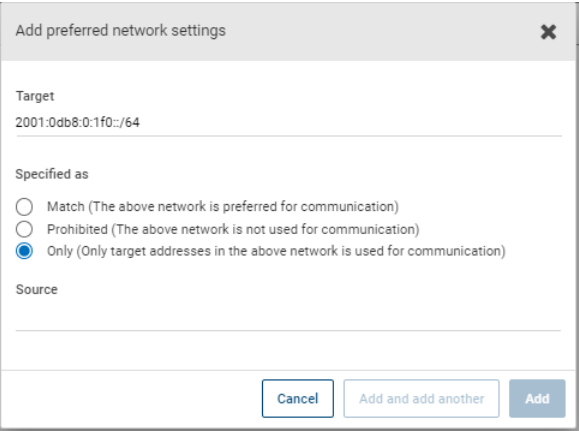 Add preferred network settings
Target
2001:0db8:0:1f0::/64
Specified as
Match (The above network is preferred for communication)
Prohibited (The above network is not used for communication)
Only (Only target addresses in the above network is used for communication)
Source
Cancel
Add and add another
Add